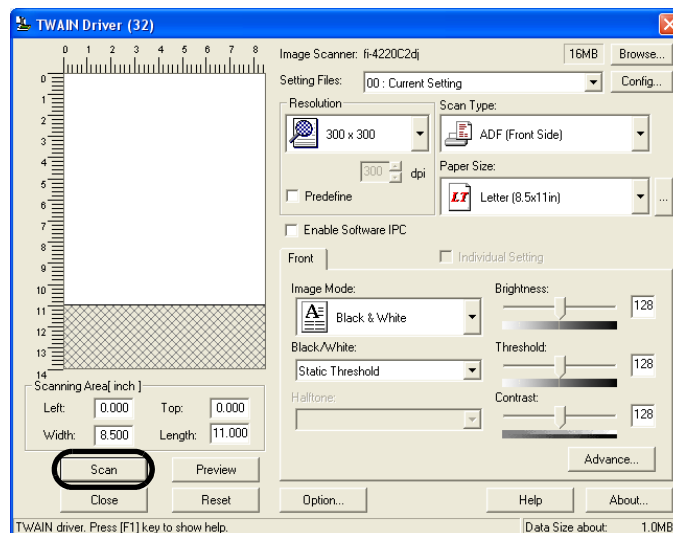 TWAIN Driver (32)
0 1 2 3 4 5 6 7 8
0
1
2
3
4
5
6
7
8
9
10
11
12
13
14
Image Scanner: fi-4220C2dj 16MB Browse...
Setting Files: 00 : Current Setting Config...
Resolution
300 x 300
300 dpi
Predefine
Scan Type:
ADF (Front Side)
Paper Size:
LT Letter (8.5x11in) ...
Enable Software IPC
Front
Individual Setting
Image Mode:
A Black & White
Black/White:
Static Threshold
Halftone:
Brightness:
128
Threshold:
128
Contrast:
128
Advance...
Scanning Area[ inch ]
Left: 0.000 Top: 0.000
Width: 8.500 Length: 11.000
Scan Preview
Close Reset Option... Help About...
TWAIN driver. Press [F1] key to show help. Data Size about: 1.0MB